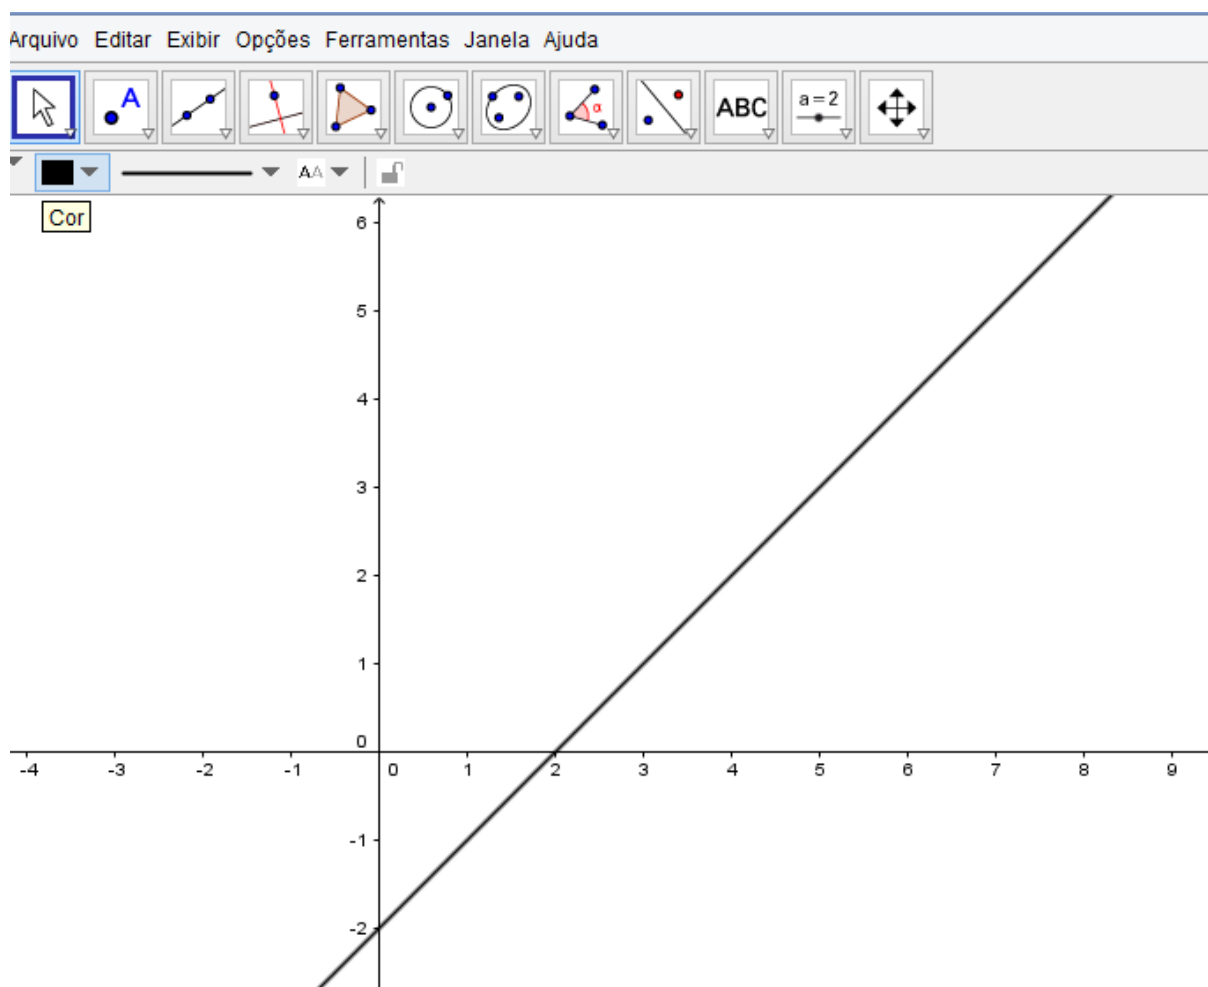 Arquivo Editar Exibir Opções Ferramentas Janela Ajuda
A α ABC a=2
AA
Cor
6
5
4
3
2
1
0
-4 -3 -2 -1 0 1 2 3 4 5 6 7 8 9
-1
-2